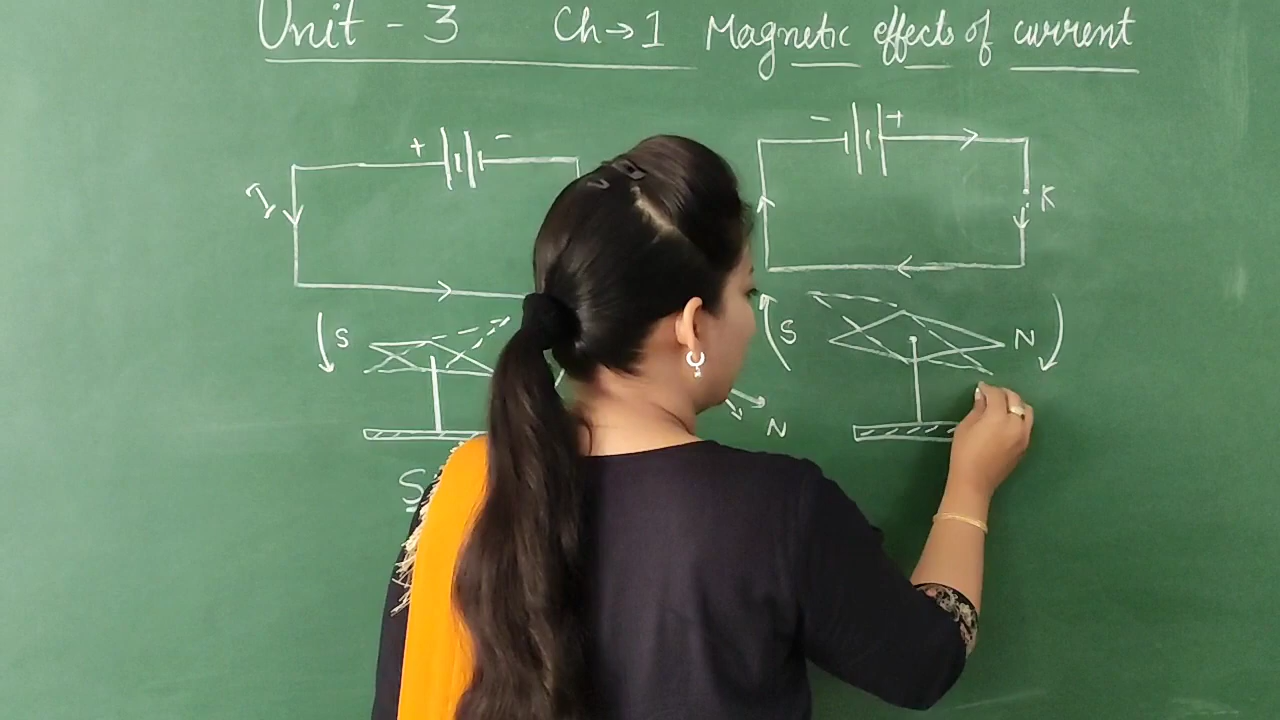 Unit - 3 Ch→1 Magnetic effects of current
+ -
- +
I
K
S
S N
N
S